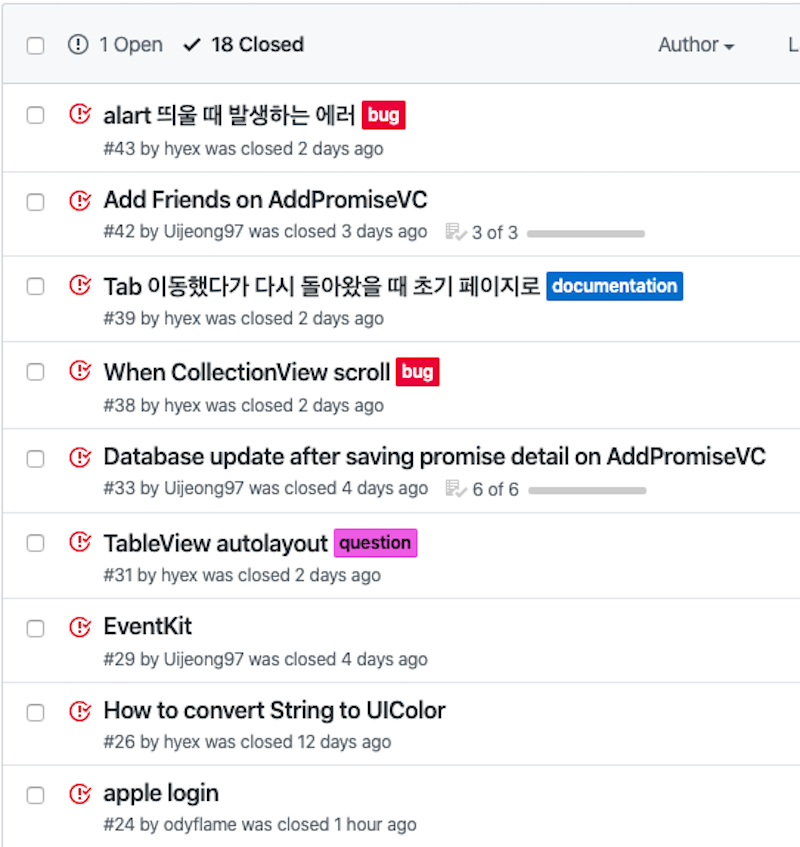 1 Open 18 Closed Author
alart 띄울 때 발생하는 에러 bug
#43 by hyex was closed 2 days ago
Add Friends on AddPromiseVC
#42 by Uijeong97 was closed 3 days ago 3 of 3
Tab 이동했다가 다시 돌아왔을 때 초기 페이지로 documentation
#39 by hyex was closed 2 days ago
When CollectionView scroll bug
#38 by hyex was closed 2 days ago
Database update after saving promise detail on AddPromiseVC
#33 by Uijeong97 was closed 4 days ago 6 of 6
TableView autolayout question
#31 by hyex was closed 2 days ago
EventKit
#29 by Uijeong97 was closed 4 days ago
How to convert String to UIColor
#26 by hyex was closed 12 days ago
apple login
#24 by odyflame was closed 1 hour ago